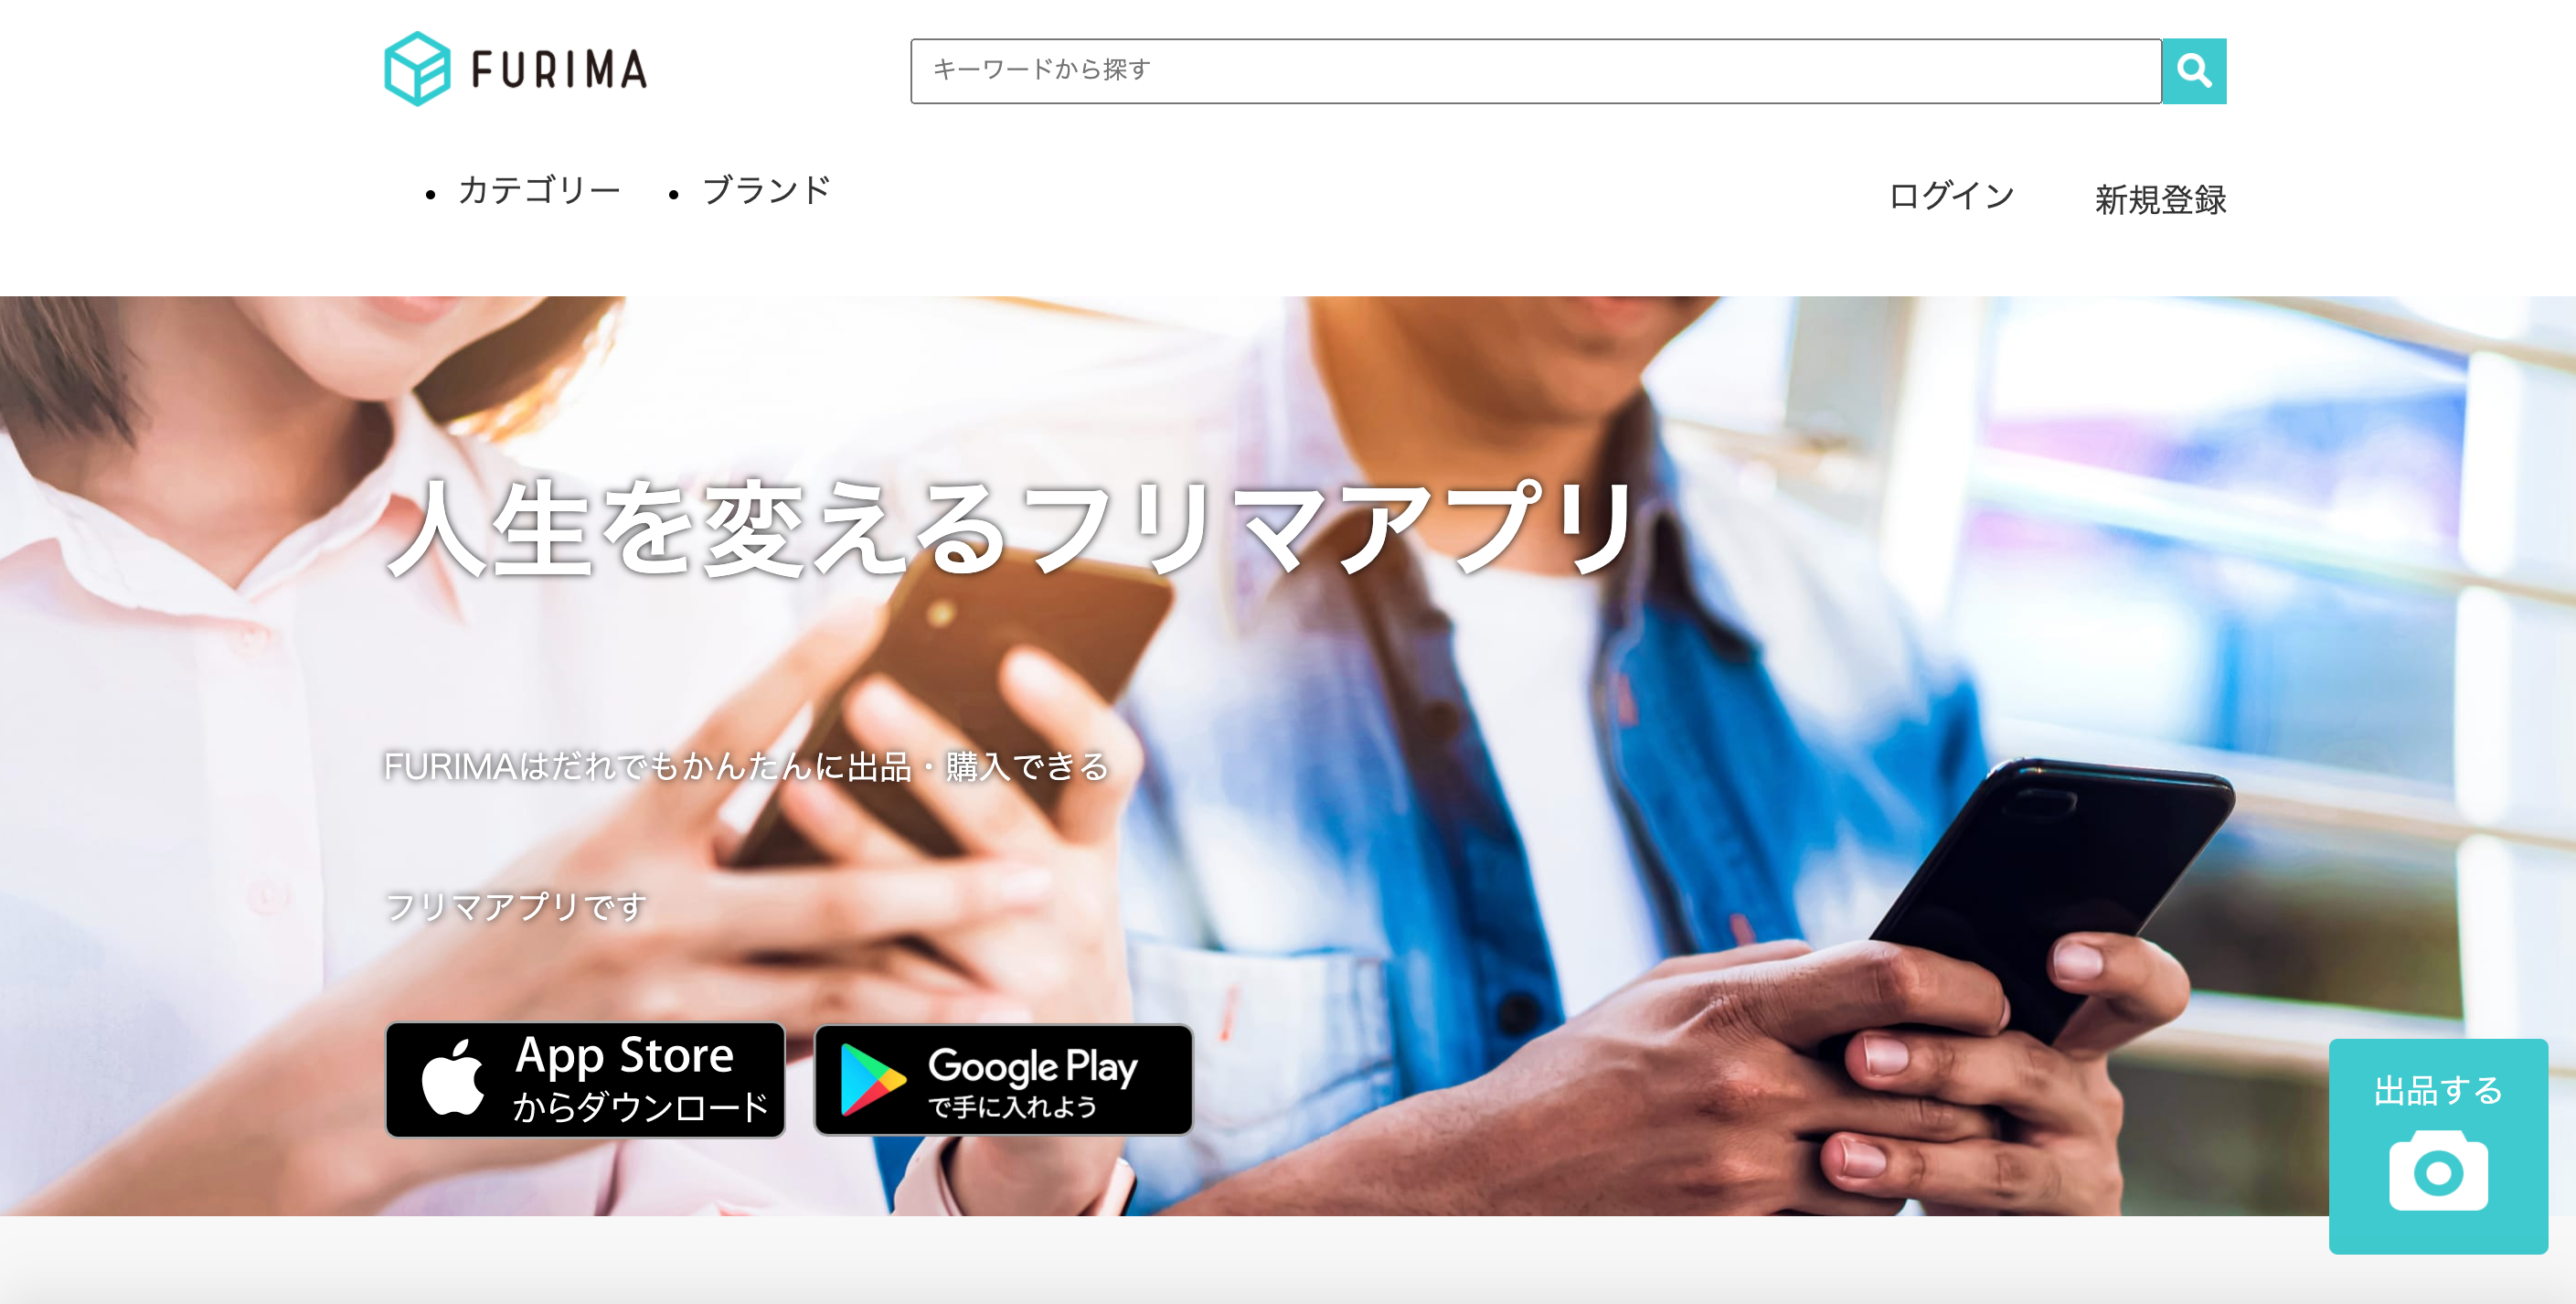 FURIMA
キーワードから探す
カテゴリー
ブランド
ログイン
新規登録
人生を変えるフリマアプリ
FURIMAはだれでもかんたんに出品・購入できる
フリマアプリです
App Store
からダウンロード
Google Play
で手に入れよう
出品する